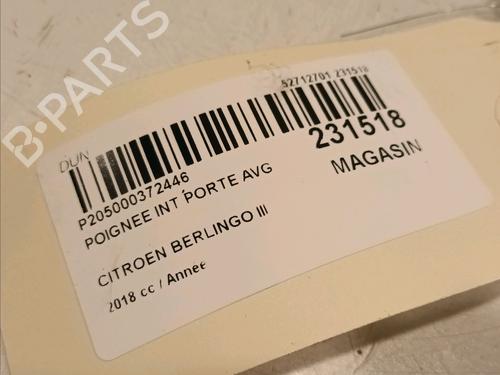 B-PARTS
52712701 231518
DUN
231518
P205000372446
MAGASIN
POIGNEE INT PORTE AVG
CITROEN BERLINGO III
2018 cc / Annee